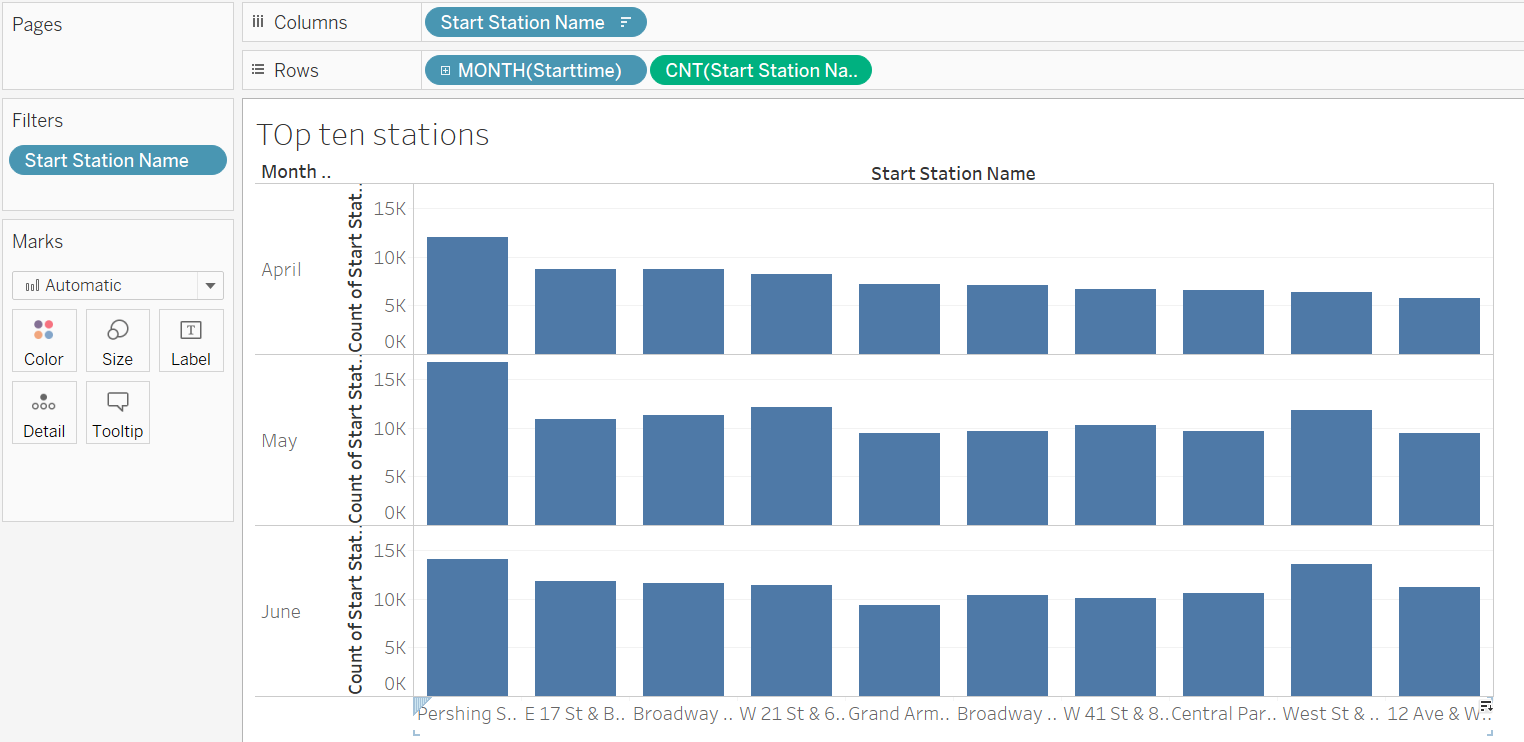 Pages
Columns
Start Station Name
Rows
MONTH(Starttime)
CNT(Start Station Na..
Filters
Start Station Name
Marks
Automatic
Color
Size
T
Label
Detail
Tooltip
TOp ten stations
Month ..
Start Station Name
April
Count of Start Stat..
15K
10K
5K
0K
May
Count of Start Stat..
15K
10K
5K
0K
June
Count of Start Stat..
15K
10K
5K
0K
Pershing S.. E 17 St & B.. Broadway .. W 21 St & 6.. Grand Arm.. Broadway .. W 41 St & 8.. Central Par.. West St & .. 12 Ave & W..